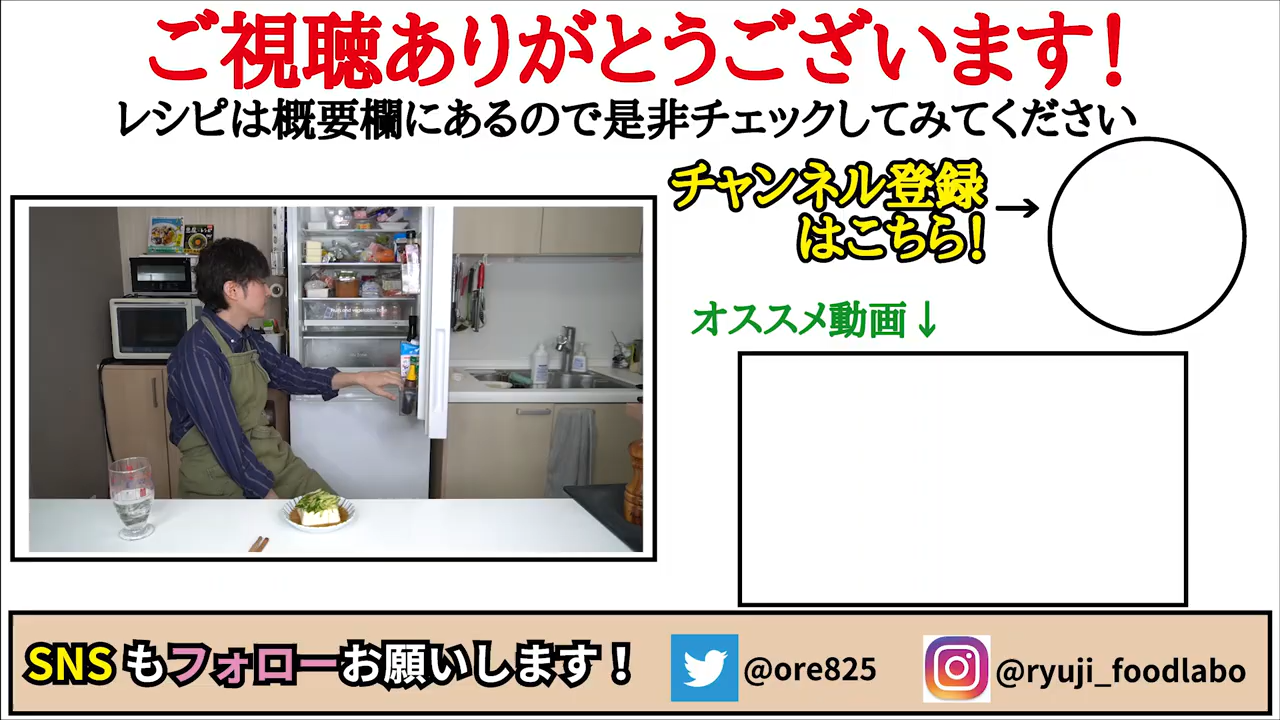 ご視聴ありがとうございます!
レシピは概要欄にあるので是非チェックしてみてください
チャンネル登録
はこちら!
→
オススメ動画↓
SNSもフォローお願いします!
@ore825
@ryuji_foodlabo